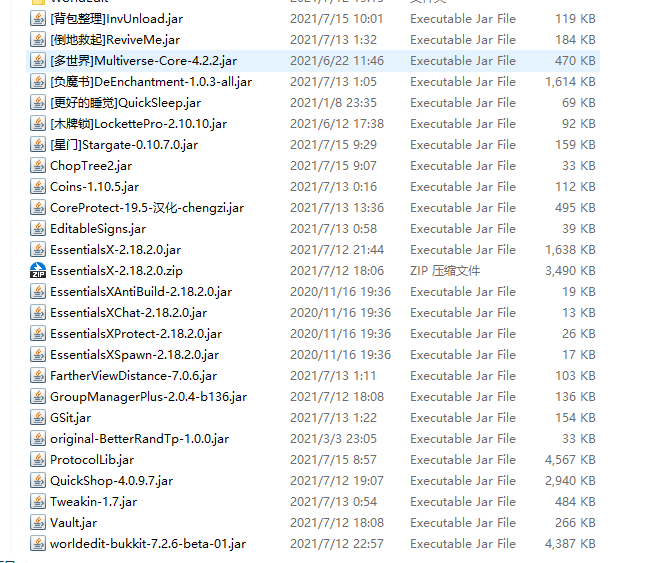 [背包整理]InvUnload.jar 2021/7/15 10:01 Executable Jar File 119 KB
[倒地救起]ReviveMe.jar 2021/7/13 1:32 Executable Jar File 184 KB
[多世界]Multiverse-Core-4.2.2.jar 2021/6/22 11:46 Executable Jar File 470 KB
[负魔书]DeEnchantment-1.0.3-all.jar 2021/7/13 1:05 Executable Jar File 1,614 KB
[更好的睡觉]QuickSleep.jar 2021/1/8 23:35 Executable Jar File 69 KB
[木牌锁]LockettePro-2.10.10.jar 2021/6/12 17:38 Executable Jar File 92 KB
[星门]Stargate-0.10.7.0.jar 2021/7/15 9:29 Executable Jar File 159 KB
ChopTree2.jar 2021/7/15 9:07 Executable Jar File 33 KB
Coins-1.10.5.jar 2021/7/13 0:16 Executable Jar File 112 KB
CoreProtect-19.5-汉化-chengzi.jar 2021/7/13 13:36 Executable Jar File 495 KB
EditableSigns.jar 2021/7/13 0:58 Executable Jar File 39 KB
EssentialsX-2.18.2.0.jar 2021/7/12 21:44 Executable Jar File 1,638 KB
EssentialsX-2.18.2.0.zip 2021/7/12 18:06 ZIP 压缩文件 3,490 KB
EssentialsXAntiBuild-2.18.2.0.jar 2020/11/16 19:36 Executable Jar File 19 KB
EssentialsXChat-2.18.2.0.jar 2020/11/16 19:36 Executable Jar File 13 KB
EssentialsXProtect-2.18.2.0.jar 2020/11/16 19:36 Executable Jar File 26 KB
EssentialsXSpawn-2.18.2.0.jar 2020/11/16 19:36 Executable Jar File 17 KB
FartherViewDistance-7.0.6.jar 2021/7/13 1:11 Executable Jar File 103 KB
GroupManagerPlus-2.0.4-b136.jar 2021/7/12 18:08 Executable Jar File 136 KB
GSit.jar 2021/7/13 1:22 Executable Jar File 154 KB
original-BetterRandTp-1.0.0.jar 2021/3/3 23:05 Executable Jar File 33 KB
ProtocolLib.jar 2021/7/15 8:57 Executable Jar File 4,567 KB
QuickShop-4.0.9.7.jar 2021/7/12 19:07 Executable Jar File 2,940 KB
Tweakin-1.7.jar 2021/7/13 0:54 Executable Jar File 484 KB
Vault.jar 2021/7/12 18:08 Executable Jar File 266 KB
worldedit-bukkit-7.2.6-beta-01.jar 2021/7/12 22:57 Executable Jar File 4,387 KB